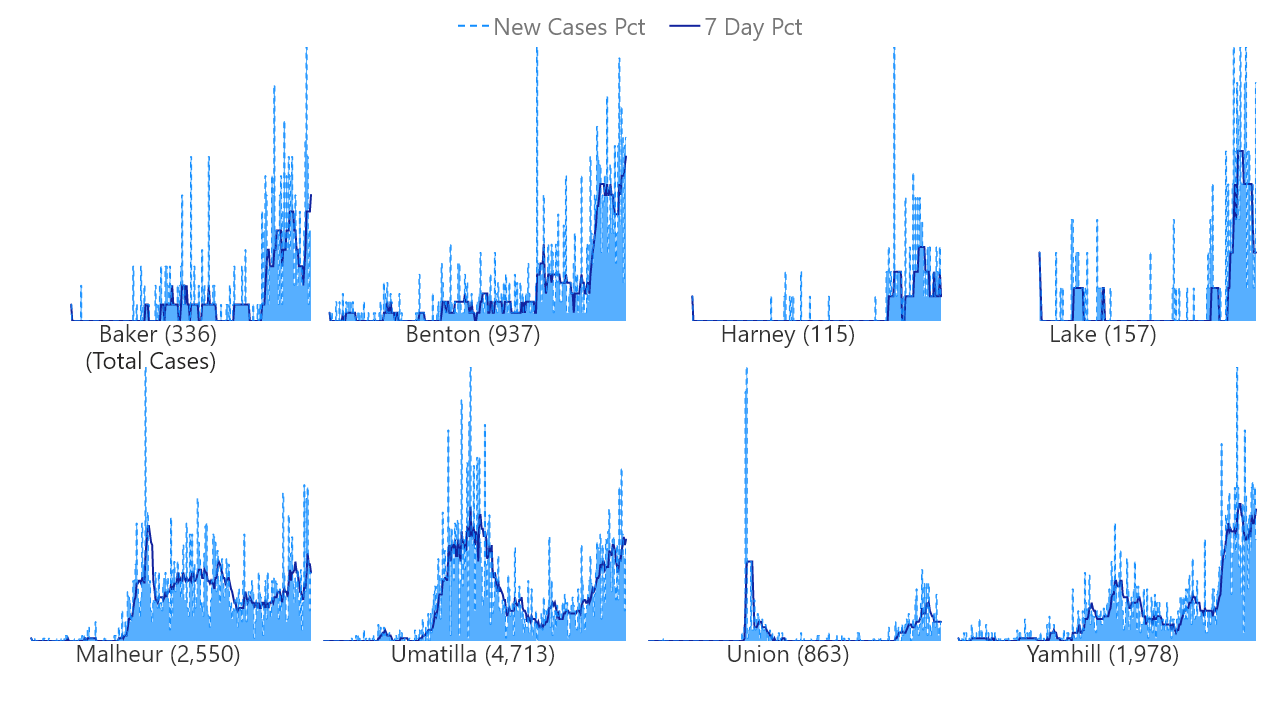 New Cases Pct 7 Day Pct
Baker (336) Benton (937) Harney (115) Lake (157)
(Total Cases)
Malheur (2,550) Umatilla (4,713) Union (863) Yamhill (1,978)